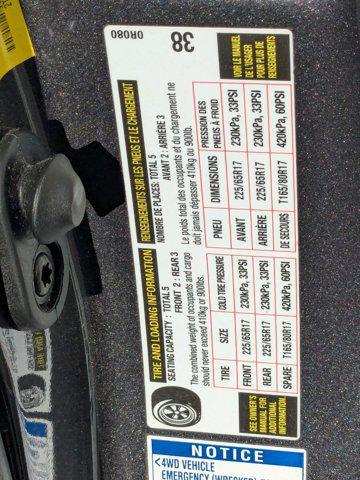 TIRE AND LOADING INFORMATION
SEATING CAPACITY : TOTAL 5
FRONT 2 : REAR 3
The combined weight of occupants and cargo
should never exceed 410kg or 900lbs.
TIRE SIZE COLD TIRE PRESSURE
FRONT 225/65R17 230kPa, 33PSI
REAR 225/65R17 230kPa, 33PSI
SPARE T165/80R17 420kPa, 60PSI
SEE OWNER'S
MANUAL FOR
ADDITIONAL
INFORMATION.
RENSEIGNEMENTS SUR LES PNEUS ET LE CHARGEMENT
NOMBRE DE PLACES: TOTAL 5
AVANT 2 : ARRIÈRE 3
Le poids total des occupants et du chargement ne
doit jamais dépasser 410kg ou 900lb.
PNEU DIMENSIONS PRESSION DES
PNEUS À FROID
AVANT 225/65R17 230kPa, 33PSI
ARRIÈRE 225/65R17 230kPa, 33PSI
DE SECOURS T165/80R17 420kPa, 60PSI
VOIR LE MANUEL
DE L'USAGER
POUR PLUS DE
RENSEIGNEMENTS
38
0R080
NOTICE
<4WD VEHICLE
EMERGENCY